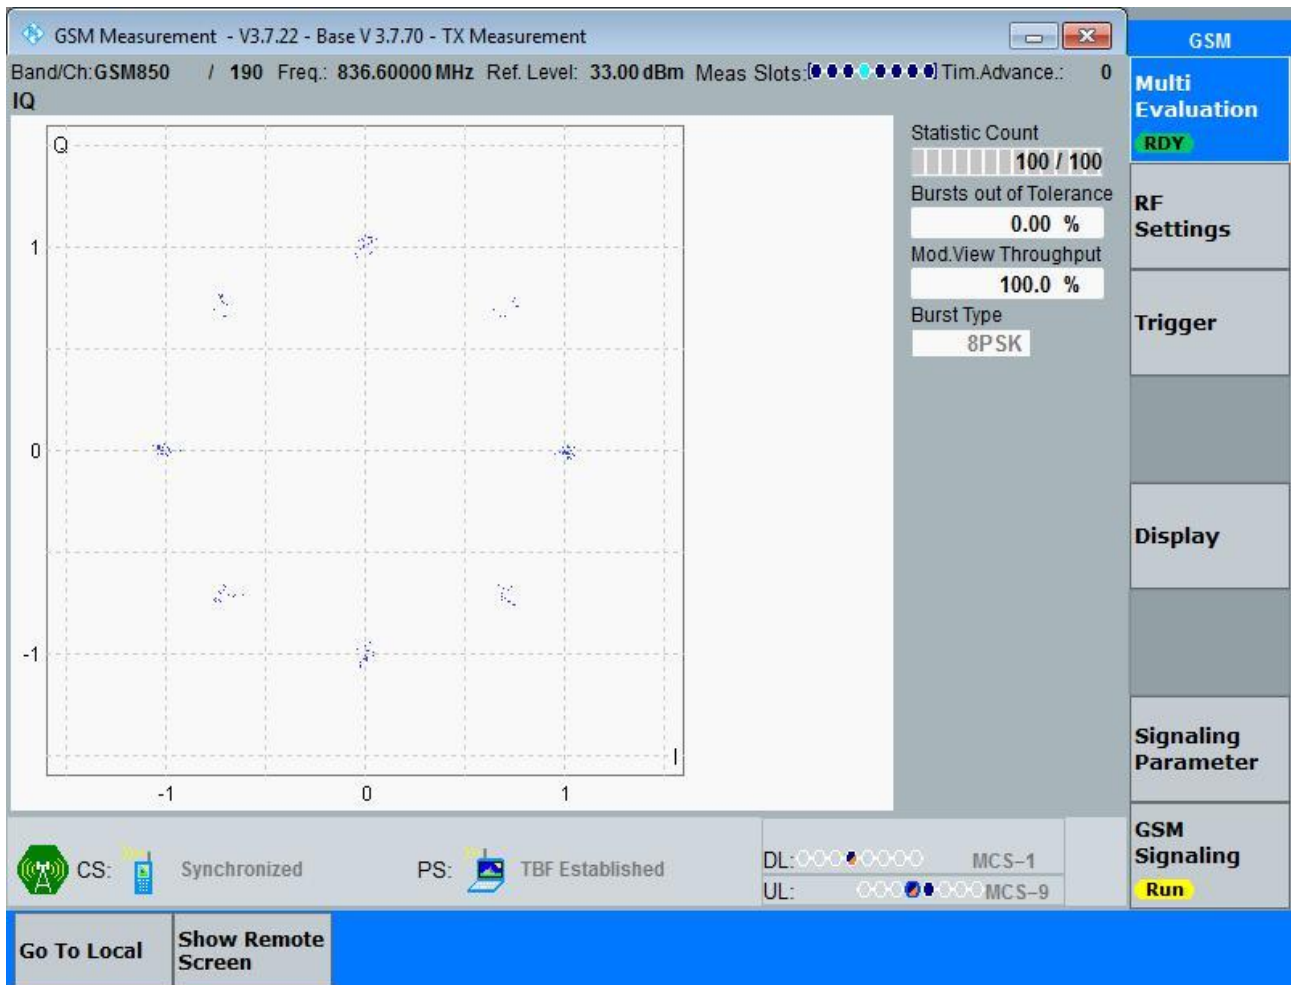 GSM Measurement - V3.7.22 - Base V 3.7.70 - TX Measurement
Band/Ch:GSM850 / 190 Freq.: 836.60000 MHz Ref. Level: 33.00 dBm Meas Slots: Tim.Advance.: 0
IQ
Q
1
0
-1
-1 0 1
I
Statistic Count
100 / 100
Bursts out of Tolerance
0.00 %
Mod.View Throughput
100.0 %
Burst Type
8PSK
CS: Synchronized PS: TBF Established
DL: MCS-1
UL: MCS-9
GSM
Multi
Evaluation
RDY
RF
Settings
Trigger
Display
Signaling
Parameter
GSM
Signaling
Run
Go To Local
Show Remote
Screen